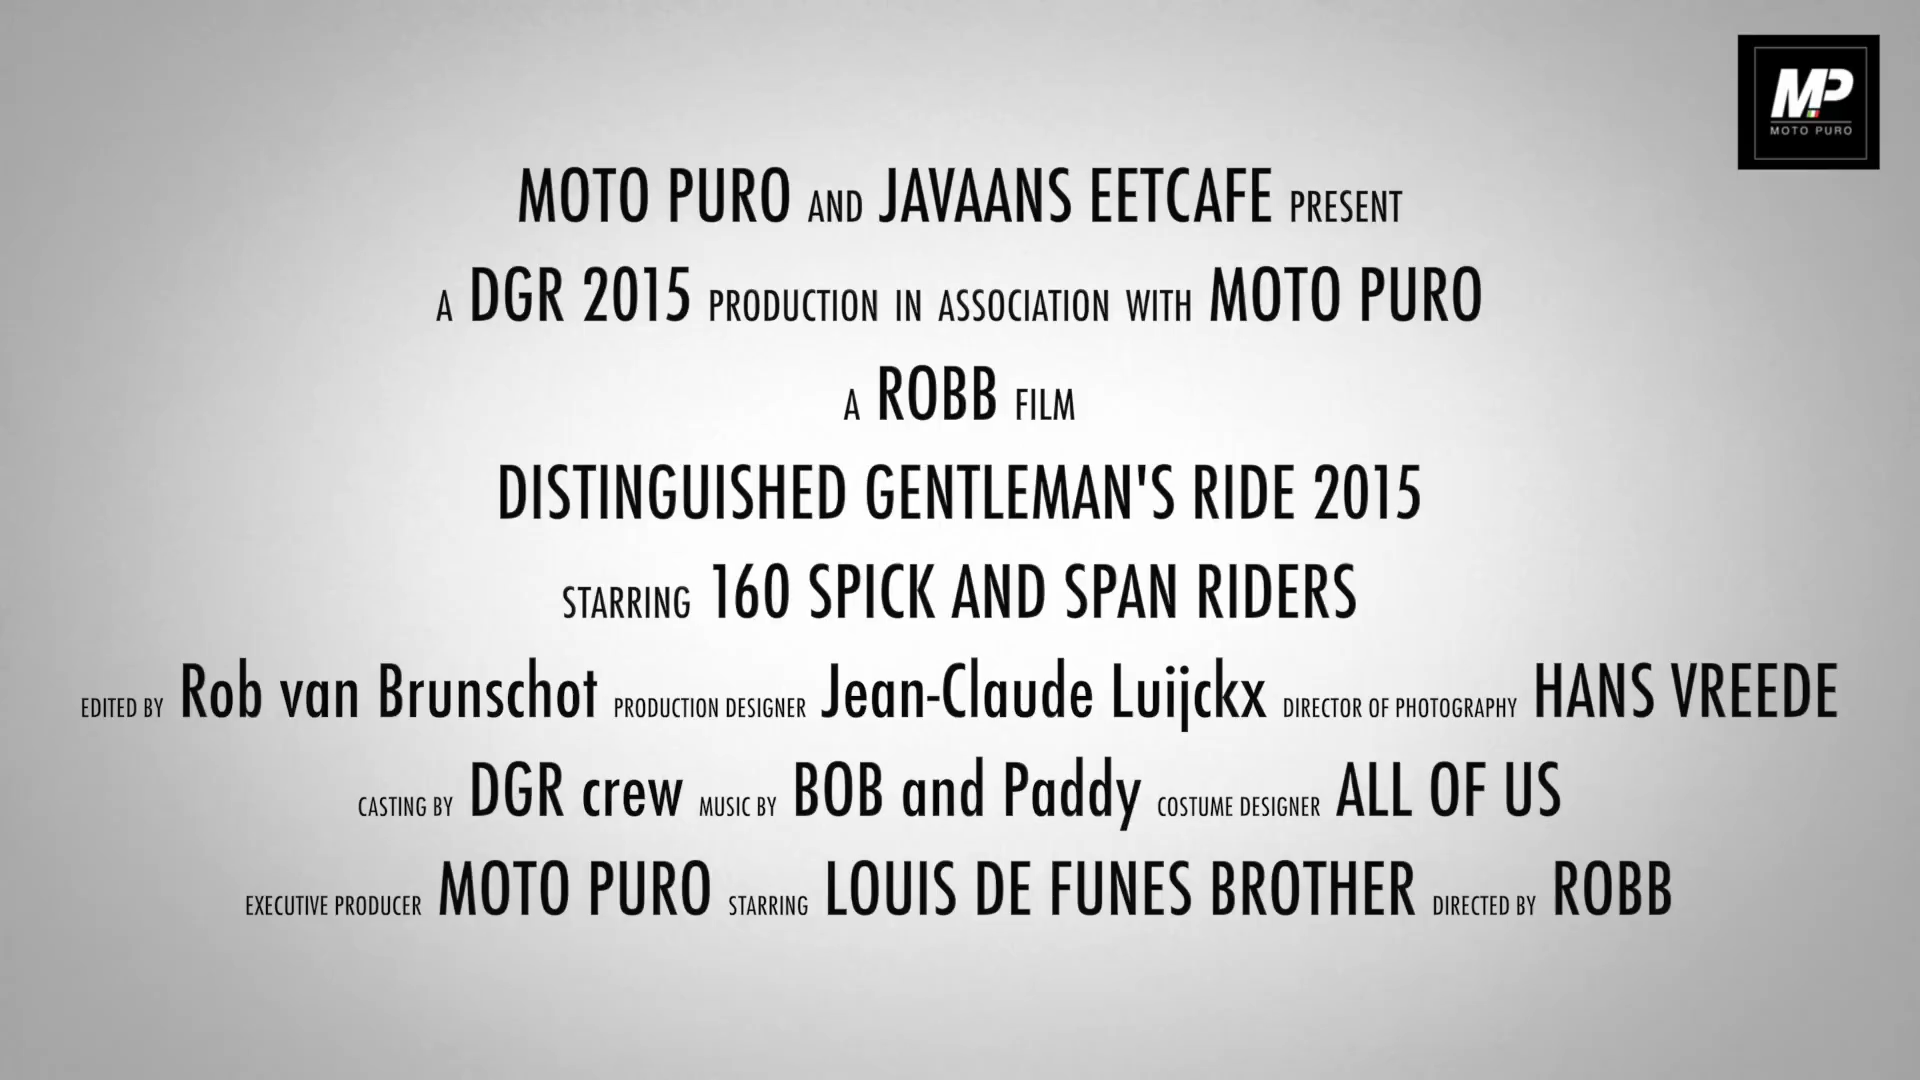 MP
MOTO PURO
MOTO PURO AND JAVAANS EETCAFE PRESENT
A DGR 2015 PRODUCTION IN ASSOCIATION WITH MOTO PURO
A ROBB FILM
DISTINGUISHED GENTLEMAN'S RIDE 2015
STARRING 160 SPICK AND SPAN RIDERS
EDITED BY Rob van Brunschot PRODUCTION DESIGNER Jean-Claude Luijckx DIRECTOR OF PHOTOGRAPHY HANS VREEDE
CASTING BY DGR crew MUSIC BY BOB and Paddy COSTUME DESIGNER ALL OF US
EXECUTIVE PRODUCER MOTO PURO STARRING LOUIS DE FUNES BROTHER DIRECTED BY ROBB